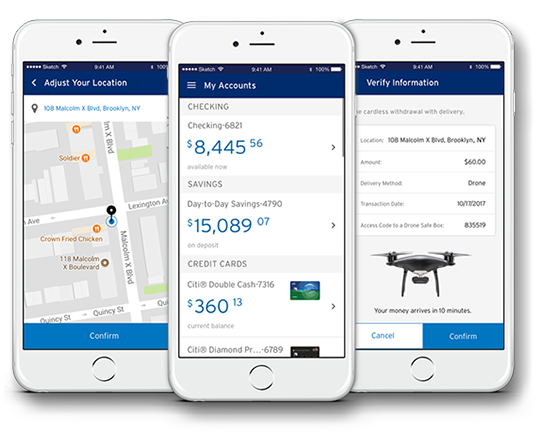 Sketch 9:41 AM
Adjust Your Location
108 Malcolm X Blvd, Brooklyn, NY
lm X Blvd
Soldier
Lexington Ave
n Ave
Crown Fried Chicken
118 Malcolm
X Boulevard
Malcolm X Blvd
Quincy St
Quincy St
Confirm
Sketch 9:41 AM 100%
My Accounts
CHECKING
Checking-6821
$8,445 56
available now
SAVINGS
Day-to-Day Savings-4790
$15,089 07
on deposit
CREDIT CARDS
Citi® Double Cash-7316
$360 13
current balance
Citi® Diamond Pr...-6789
9:41 AM 100%
Verify Information
cardless withdrawal with delivery.
Location: 108 Malcolm X Blvd, Brooklyn, NY
Amount: $60.00
Delivery Method: Drone
Transaction Date: 10/17/2017
Access Code to a Drone Safe Box: 835519
Your money arrives in 10 minutes.
Cancel Confirm